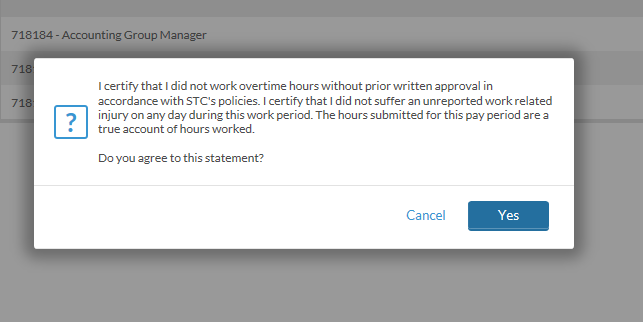 718184 - Accounting Group Manager
718
718
I certify that I did not work overtime hours without prior written approval in
accordance with STC's policies. I certify that I did not suffer an unreported work related
injury on any day during this work period. The hours submitted for this pay period are a
true account of hours worked.
?
Do you agree to this statement?
Cancel
Yes